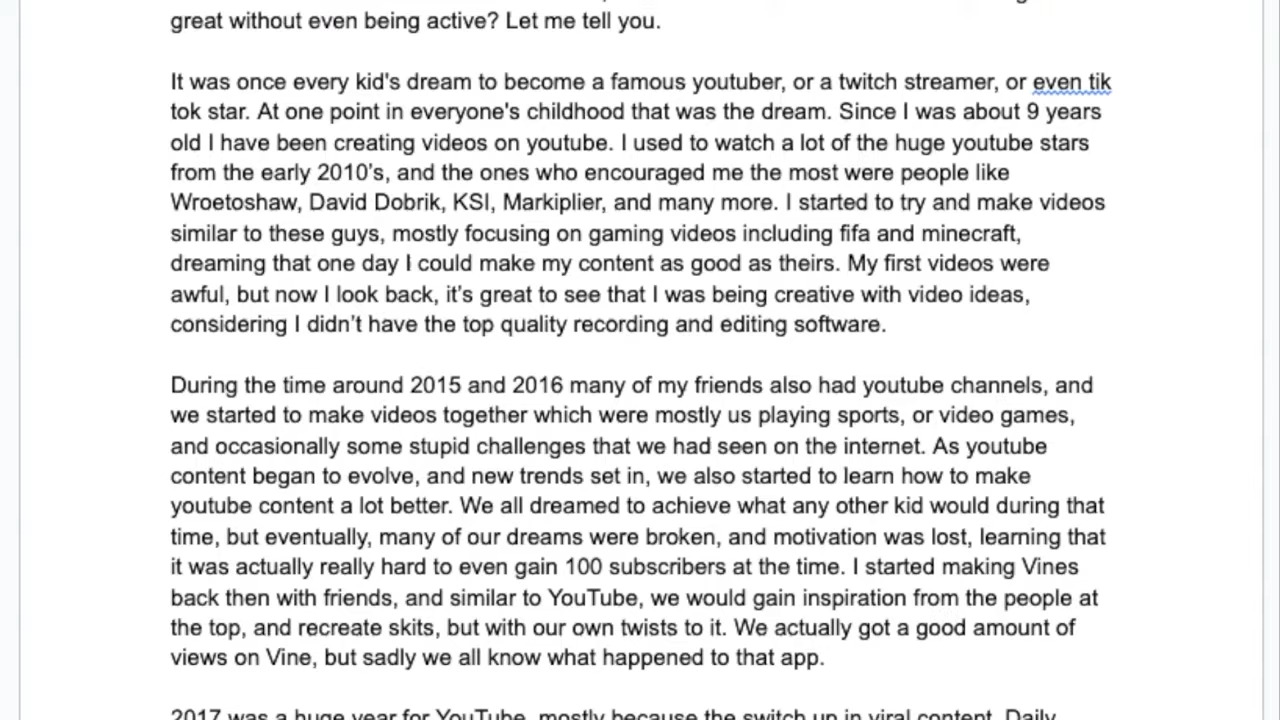 great without even being active? Let me tell you.
It was once every kid's dream to become a famous youtuber, or a twitch streamer, or even tik
tok star. At one point in everyone's childhood that was the dream. Since I was about 9 years
old I have been creating videos on youtube. I used to watch a lot of the huge youtube stars
from the early 2010's, and the ones who encouraged me the most were people like
Wroetoshaw, David Dobrik, KSI, Markiplier, and many more. I started to try and make videos
similar to these guys, mostly focusing on gaming videos including fifa and minecraft,
dreaming that one day I could make my content as good as theirs. My first videos were
awful, but now I look back, it’s great to see that I was being creative with video ideas,
considering I didn’t have the top quality recording and editing software.
During the time around 2015 and 2016 many of my friends also had youtube channels, and
we started to make videos together which were mostly us playing sports, or video games,
and occasionally some stupid challenges that we had seen on the internet. As youtube
content began to evolve, and new trends set in, we also started to learn how to make
youtube content a lot better. We all dreamed to achieve what any other kid would during that
time, but eventually, many of our dreams were broken, and motivation was lost, learning that
it was actually really hard to even gain 100 subscribers at the time. I started making Vines
back then with friends, and similar to YouTube, we would gain inspiration from the people at
the top, and recreate skits, but with our own twists to it. We actually got a good amount of
views on Vine, but sadly we all know what happened to that app.
2017 was a huge year for YouTube, mostly because the switch up in viral content. Daily